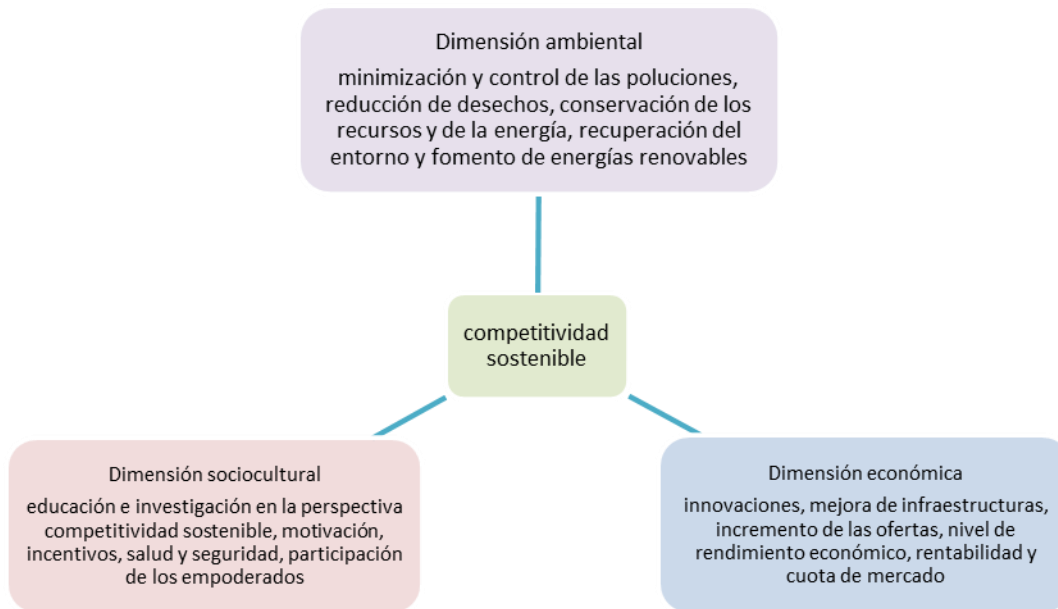 Dimensión ambiental
minimización y control de las poluciones,
reducción de desechos, conservación de los
recursos y de la energía, recuperación del
entorno y fomento de energías renovables
competitividad
sostenible
Dimensión sociocultural
educación e investigación en la perspectiva
competitividad sostenible, motivación,
incentivos, salud y seguridad, participación
de los empoderados
Dimensión económica
innovaciones, mejora de infraestructuras,
incremento de las ofertas, nivel de
rendimiento económico, rentabilidad y
cuota de mercado